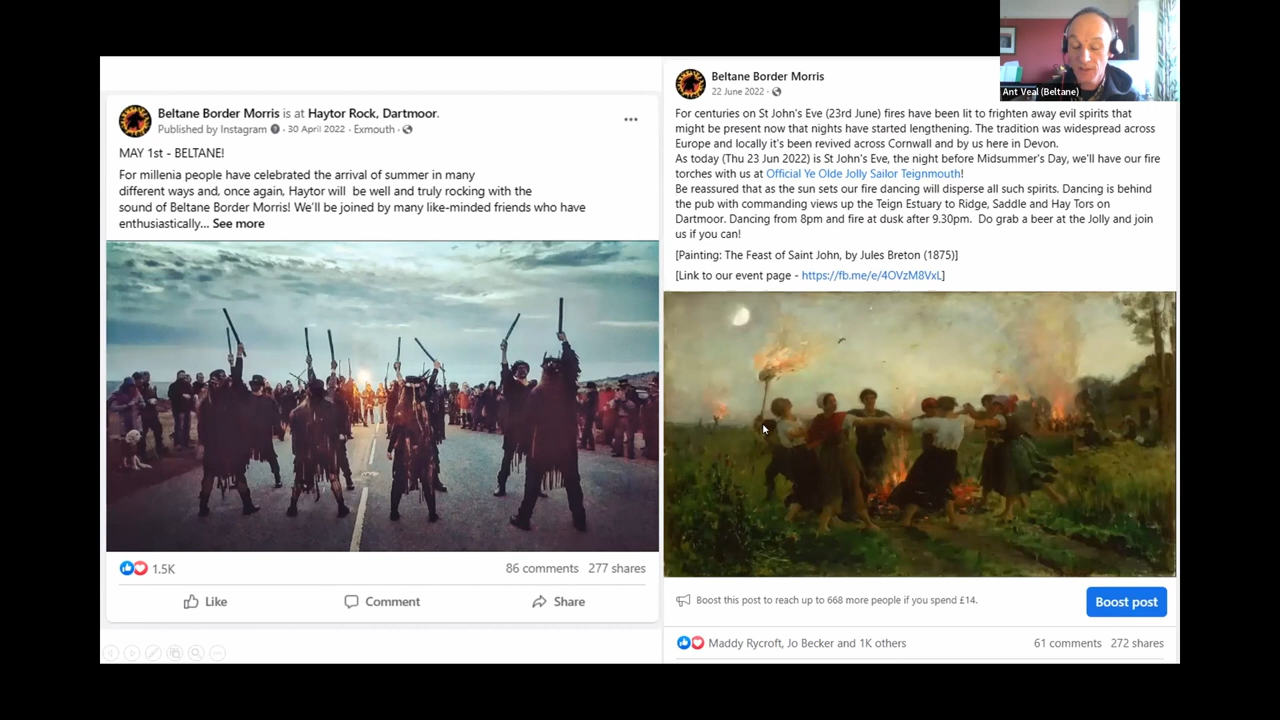 Beltane Border Morris is at Haytor Rock, Dartmoor.
Published by Instagram · 30 April 2022 · Exmouth ·
MAY 1st - BELTANE!
For millenia people have celebrated the arrival of summer in many
different ways and, once again, Haytor will be well and truly rocking with the
sound of Beltane Border Morris! We'll be joined by many like-minded friends who have
enthusiastically... See more
1.5K
86 comments 277 shares
Like Comment Share
Beltane Border Morris
22 June 2022 ·
For centuries on St John's Eve (23rd June) fires have been lit to frighten away evil spirits that
might be present now that nights have started lengthening. The tradition was widespread across
Europe and locally it's been revived across Cornwall and by us here in Devon.
As today (Thu 23 Jun 2022) is St John's Eve, the night before Midsummer's Day, we'll have our fire
torches with us at Official Ye Olde Jolly Sailor Teignmouth!
Be reassured that as the sun sets our fire dancing will disperse all such spirits. Dancing is behind
the pub with commanding views up the Teign Estuary to Ridge, Saddle and Hay Tors on
Dartmoor. Dancing from 8pm and fire at dusk after 9.30pm. Do grab a beer at the Jolly and join
us if you can!
[Painting: The Feast of Saint John, by Jules Breton (1875)]
[Link to our event page - https://fb.me/e/4OVzM8VxL]
Boost this post to reach up to 668 more people if you spend £14.
Boost post
Maddy Rycroft, Jo Becker and 1K others
61 comments 272 shares
Ant Veal (Beltane)